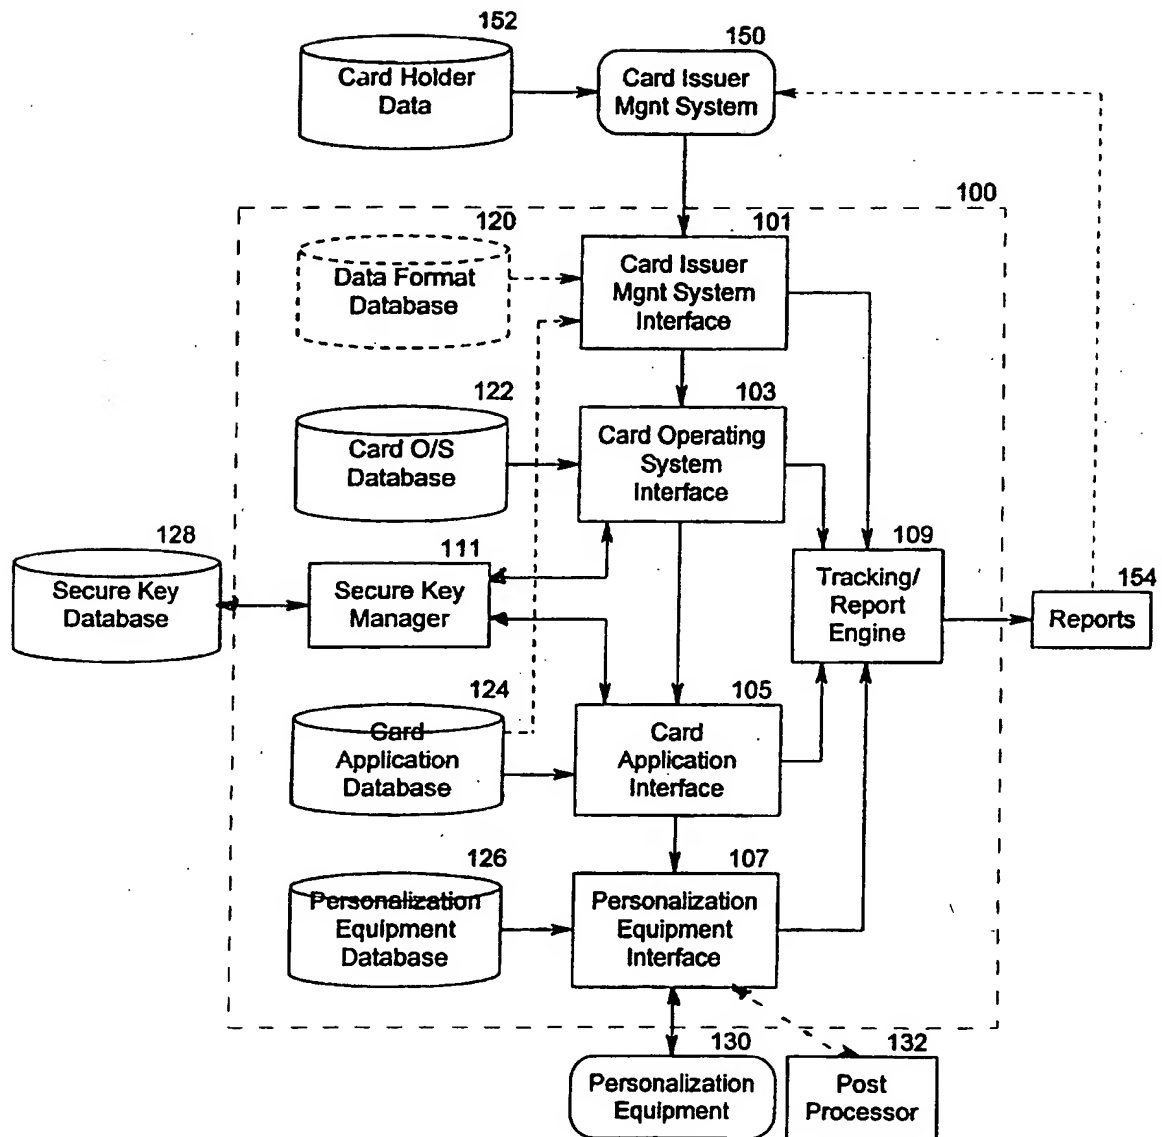 152
Card Holder
Data
150
Card Issuer
Mgnt System
100
120
Data Format
Database
101
Card Issuer
Mgnt System
Interface
122
Card O/S
Database
103
Card Operating
System
Interface
128
Secure Key
Database
111
Secure Key
Manager
109
Tracking/
Report
Engine
154
Reports
124
Card
Application
Database
105
Card
Application
Interface
126
Personalization
Equipment
Database
107
Personalization
Equipment
Interface
130
Personalization
Equipment
132
Post
Processor